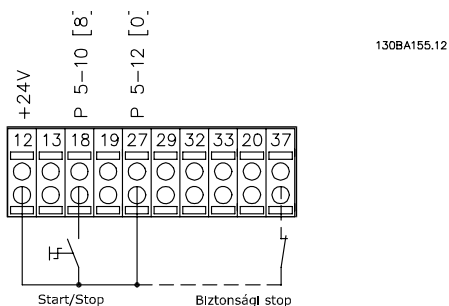 130BA155.12
+24V
P 5-10 [8]
P 5-12 [0]
12 13 18 19 27 29 32 33 20 37
Start/Stop
Biztonsági stop